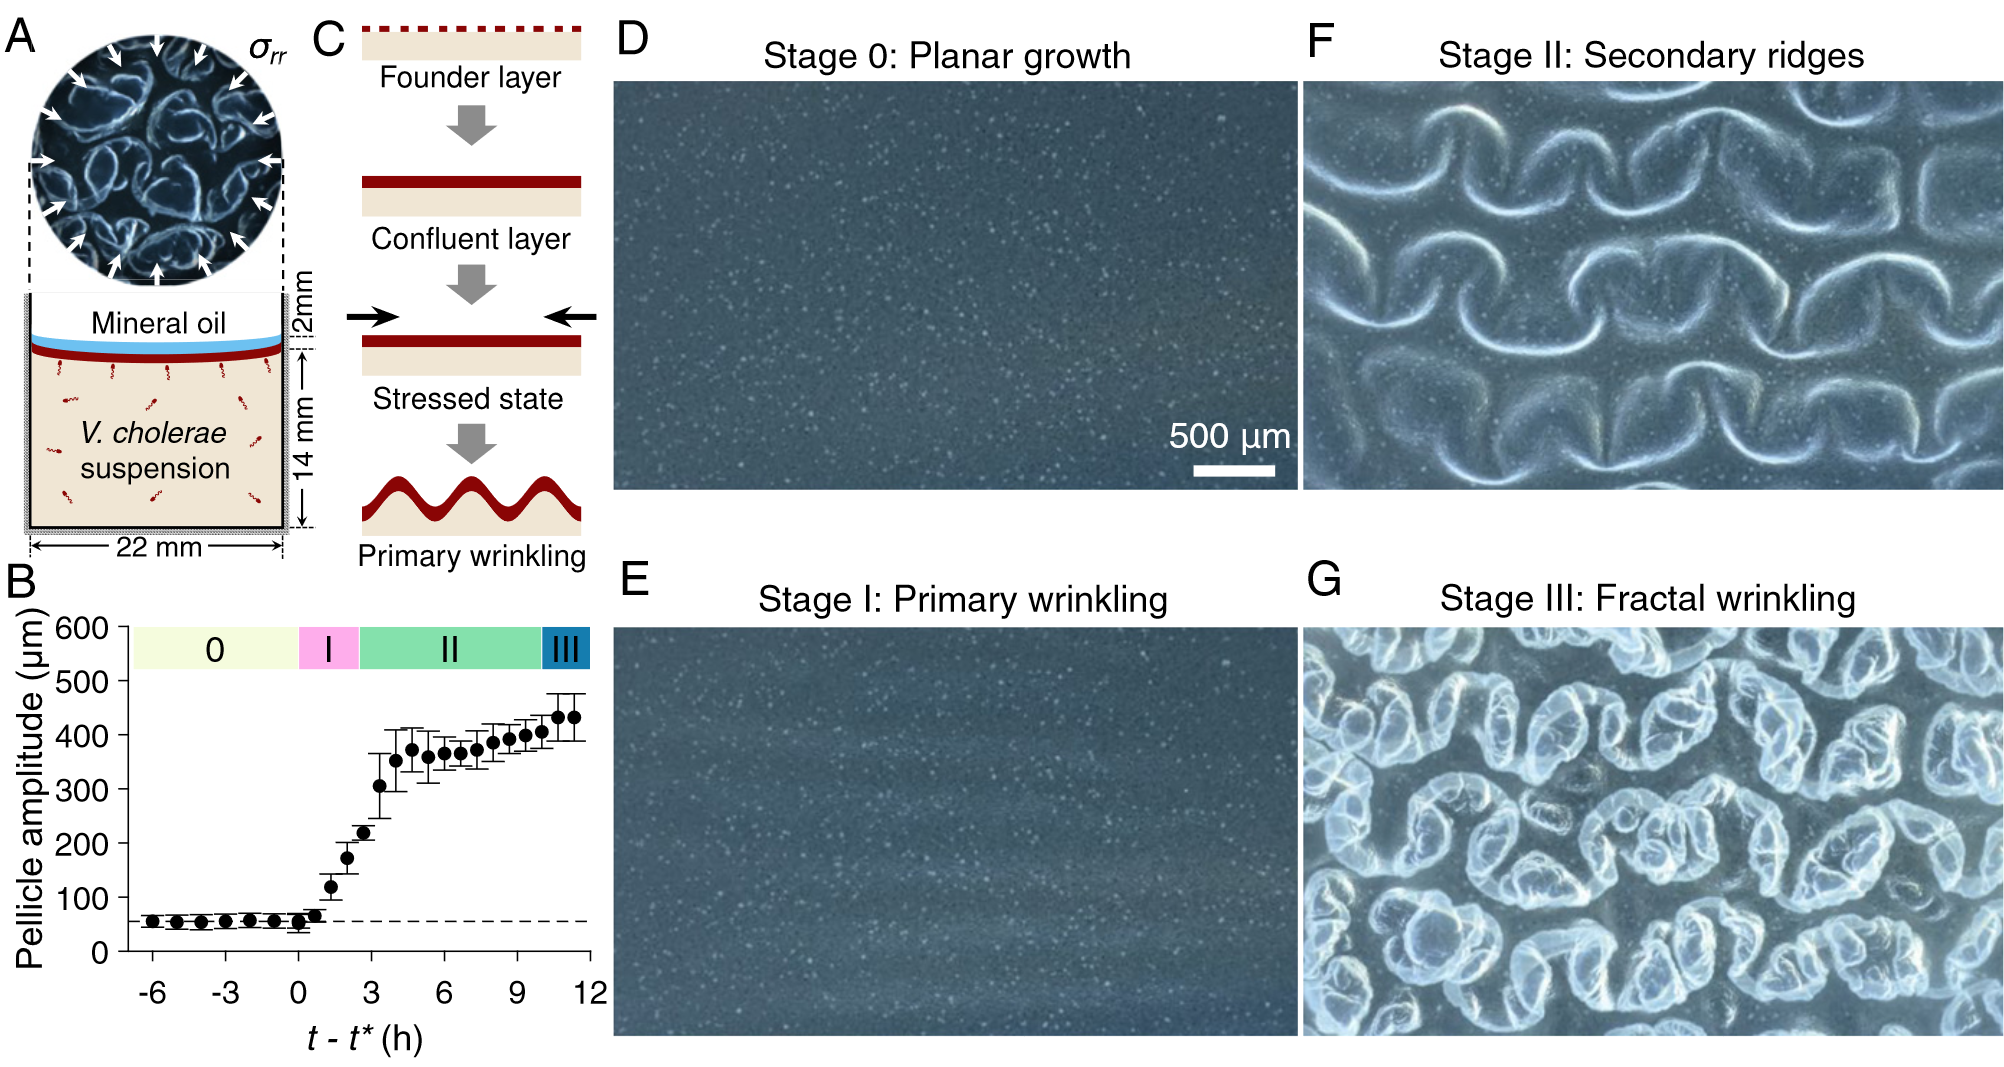 A
σrr
Mineral oil
2mm
V. cholerae
suspension
14 mm
22 mm
B
Pellicle amplitude (μm)
600
500
400
300
200
100
0
0
I
II
III
-6
-3
0
3
6
9
12
t - t* (h)
C
Founder layer
Confluent layer
Stressed state
Primary wrinkling
D
Stage 0: Planar growth
500 μm
E
Stage I: Primary wrinkling
F
Stage II: Secondary ridges
G
Stage III: Fractal wrinkling